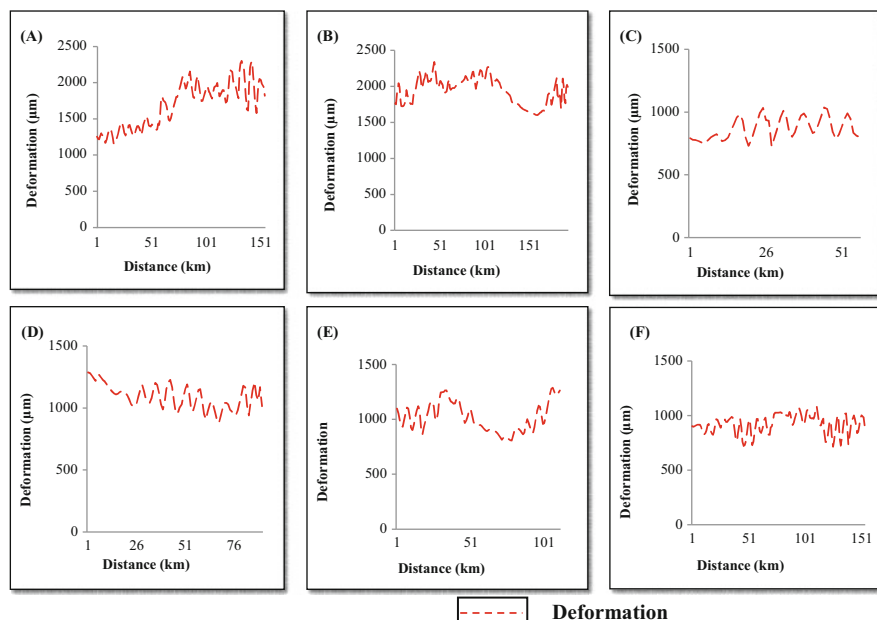 (A)
2500
2000
1500
1000
500
0
1 51 101 151
Deformation (µm)
Distance (km)
(B)
2500
2000
1500
1000
500
0
1 51 101 151
Deformation (µm)
Distance (km)
(C)
1500
1000
500
0
1 26 51
Deformation (µm)
Distance (km)
(D)
1500
1000
500
0
1 26 51 76
Deformation (µm)
Distance (km)
(E)
1500
1000
500
0
1 51 101
Deformation
Distance (km)
(F)
1500
1000
500
0
1 51 101 151
Deformation (µm)
Distance (km)
Deformation